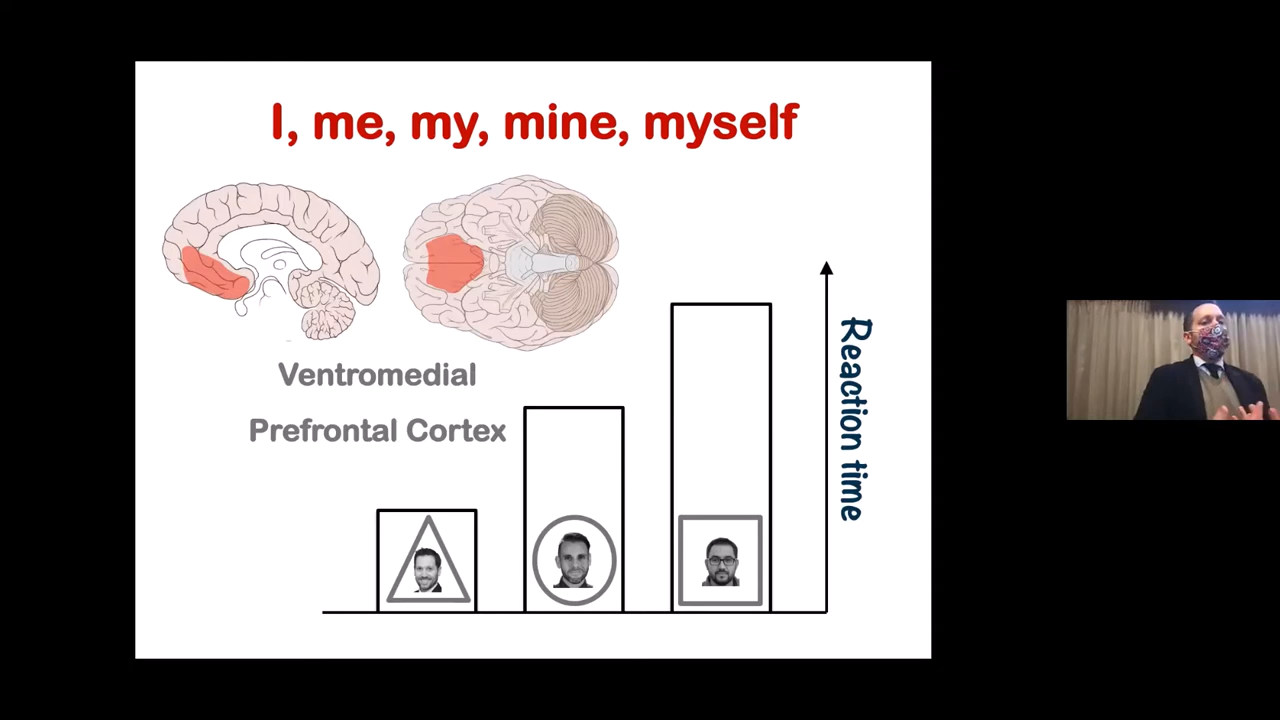 I, me, my, mine, myself
Ventromedial
Prefrontal Cortex
Reaction time